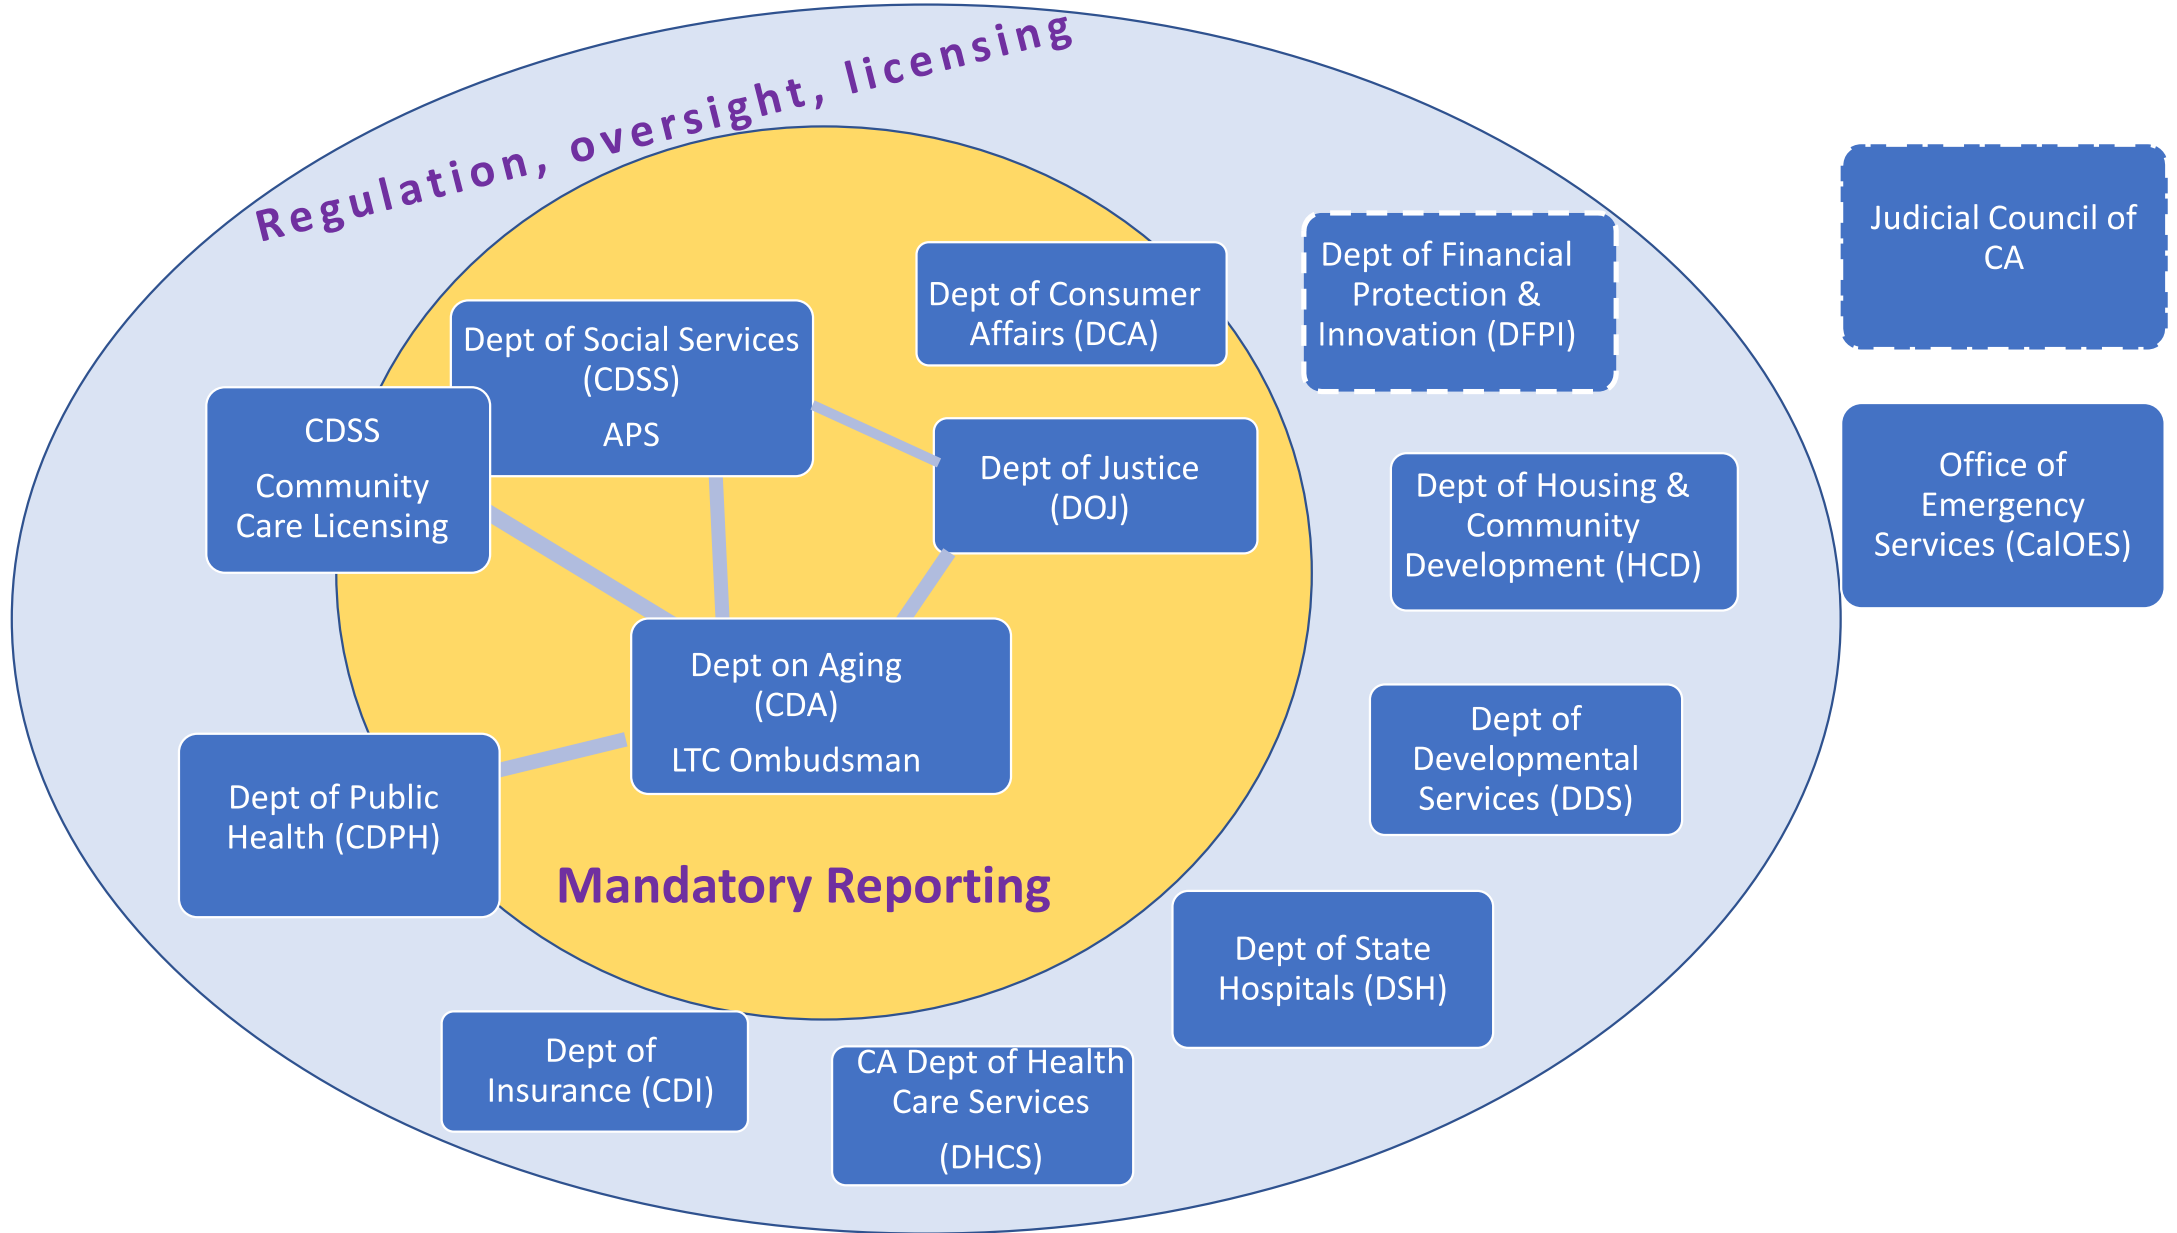 Regulation, oversight, licensing
Judicial Council of
CA
Dept of Financial
Protection &
Innovation (DFPI)
Dept of Consumer
Affairs (DCA)
Dept of Social Services
(CDSS)
APS
CDSS
Community
Care Licensing
Dept of Justice
(DOJ)
Dept of Housing &
Community
Development (HCD)
Office of
Emergency
Services (CalOES)
Dept on Aging
(CDA)
LTC Ombudsman
Dept of
Developmental
Services (DDS)
Dept of Public
Health (CDPH)
Mandatory Reporting
Dept of State
Hospitals (DSH)
Dept of
Insurance (CDI)
CA Dept of Health
Care Services
(DHCS)